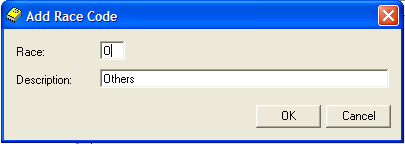 Add Race Code
Race: O
Description: Others
OK Cancel